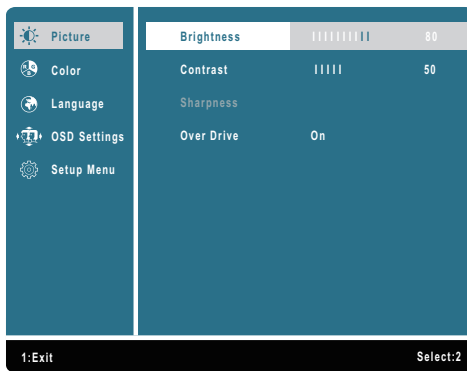 Picture
Color
Language
OSD Settings
Setup Menu
Brightness 80
Contrast 50
Sharpness
Over Drive On
1:Exit Select:2